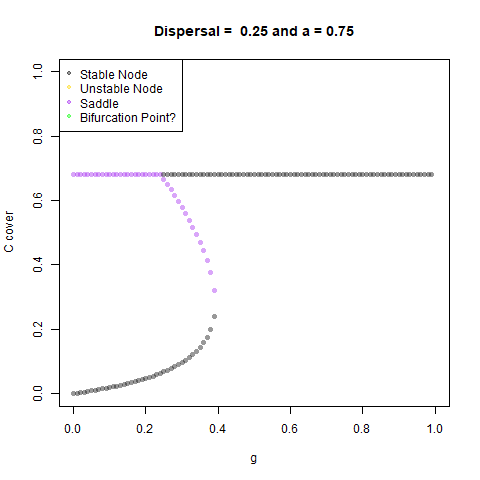 Dispersal =  0.25 and a = 0.75
Stable Node
Unstable Node
Saddle
Bifurcation Point?
C cover
1.0
0.8
0.6
0.4
0.2
0.0
0.0 0.2 0.4 0.6 0.8 1.0
g